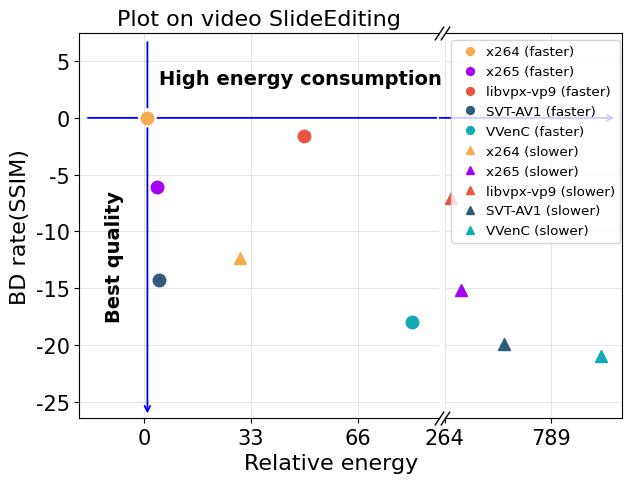 Plot on video SlideEditing
High energy consumption
Best quality
x264 (faster)
x265 (faster)
libvpx-vp9 (faster)
SVT-AV1 (faster)
VVenC (faster)
x264 (slower)
x265 (slower)
libvpx-vp9 (slower)
SVT-AV1 (slower)
VVenC (slower)
BD rate(SSIM)
5
0
-5
-10
-15
-20
-25
0 33 66 264 789
Relative energy